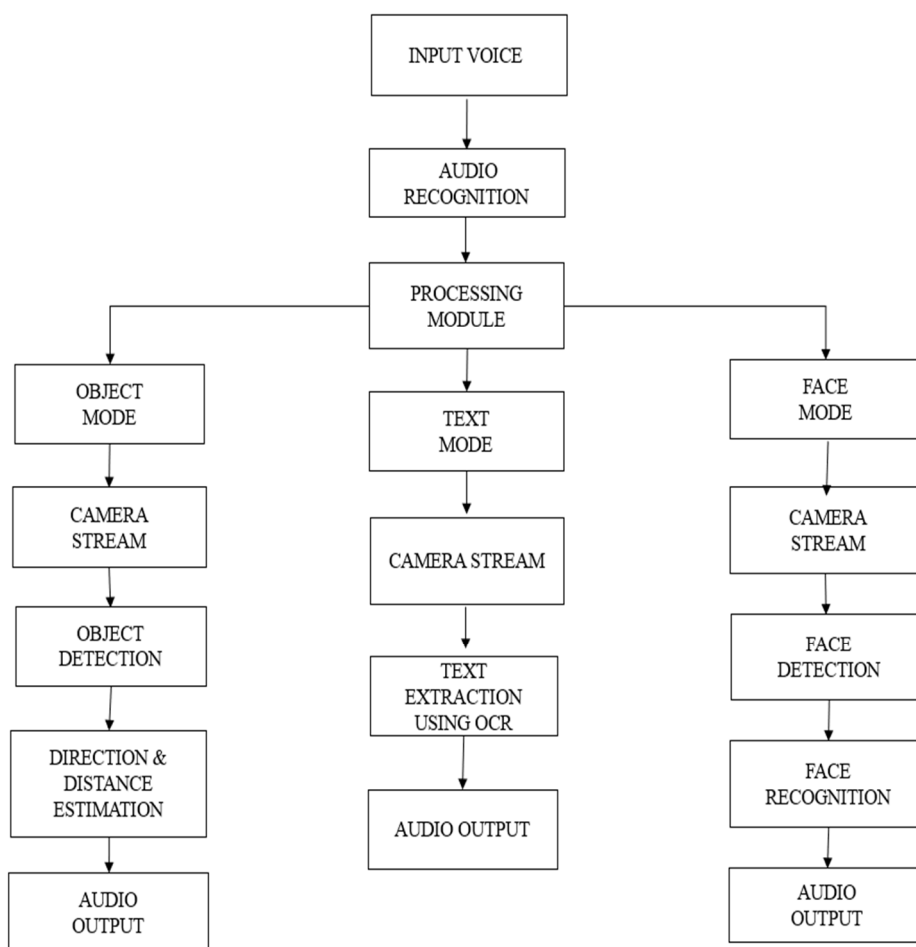 INPUT VOICE
AUDIO
RECOGNITION
PROCESSING
MODULE
OBJECT
MODE
CAMERA
STREAM
OBJECT
DETECTION
DIRECTION &
DISTANCE
ESTIMATION
AUDIO
OUTPUT
TEXT
MODE
CAMERA STREAM
TEXT
EXTRACTION
USING OCR
AUDIO OUTPUT
FACE
MODE
CAMERA
STREAM
FACE
DETECTION
FACE
RECOGNITION
AUDIO
OUTPUT